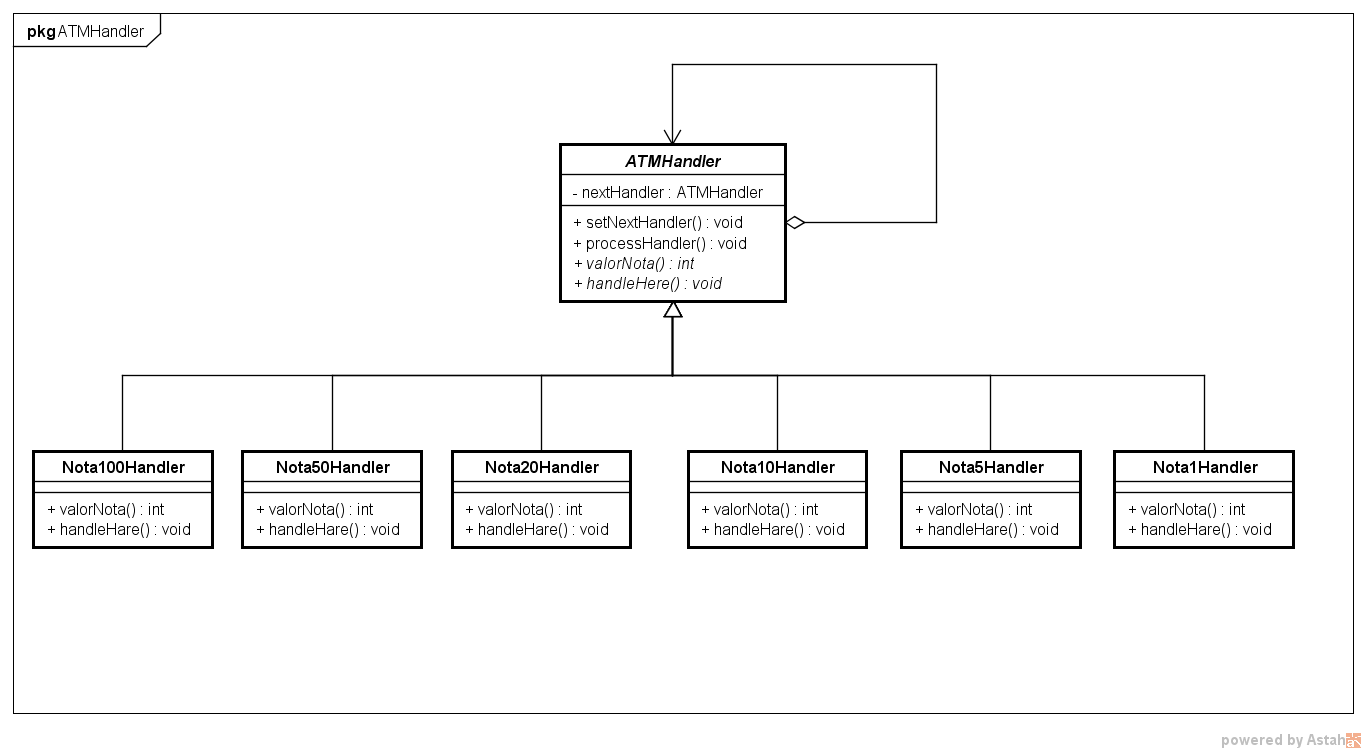 pkg ATMHandler
ATMHandler
- nextHandler : ATMHandler
+ setNextHandler() : void
+ processHandler() : void
+ valorNota() : int
+ handleHere() : void
Nota100Handler
+ valorNota() : int
+ handleHare() : void
Nota50Handler
+ valorNota() : int
+ handleHare() : void
Nota20Handler
+ valorNota() : int
+ handleHare() : void
Nota10Handler
+ valorNota() : int
+ handleHare() : void
Nota5Handler
+ valorNota() : int
+ handleHare() : void
Nota1Handler
+ valorNota() : int
+ handleHare() : void
powered by Astah